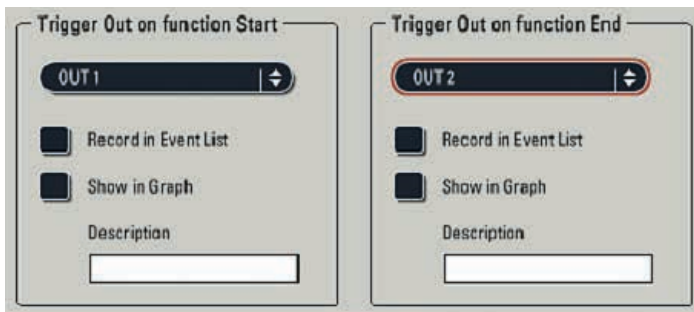 Trigger Out on function Start
OUT 1
Record in Event List
Show in Graph
Description
Trigger Out on function End
OUT 2
Record in Event List
Show in Graph
Description